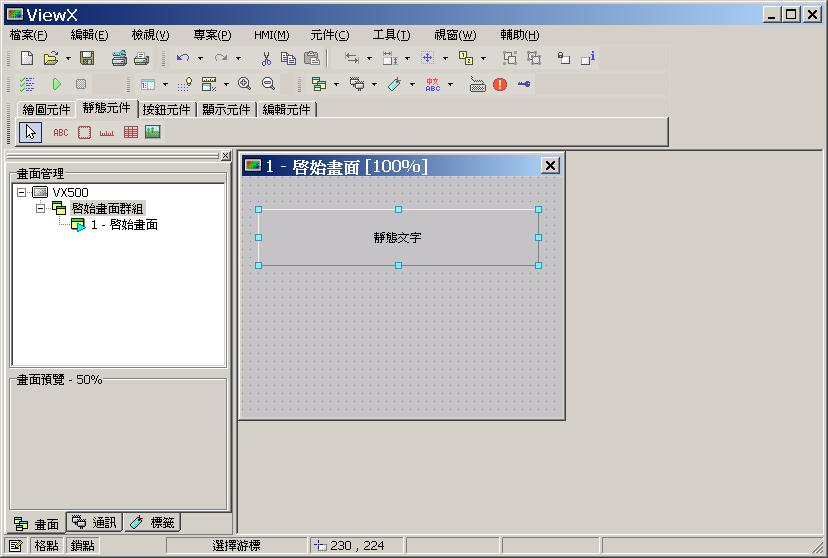 ViewX
檔案(F) 編輯(E) 檢視(V) 專案(P) HMI(M) 元件(C) 工具(T) 視窗(W) 輔助(H)
中文
ABC
繪圖元件 靜態元件 按鈕元件 顯示元件 編輯元件
ABC
畫面管理
VX500
啓始畫面群組
1 - 啓始畫面
1 - 啓始畫面 [100%]
靜態文字
畫面預覽 - 50%
畫面 通訊 標籤
格點 鎖點 選擇游標 230 , 224